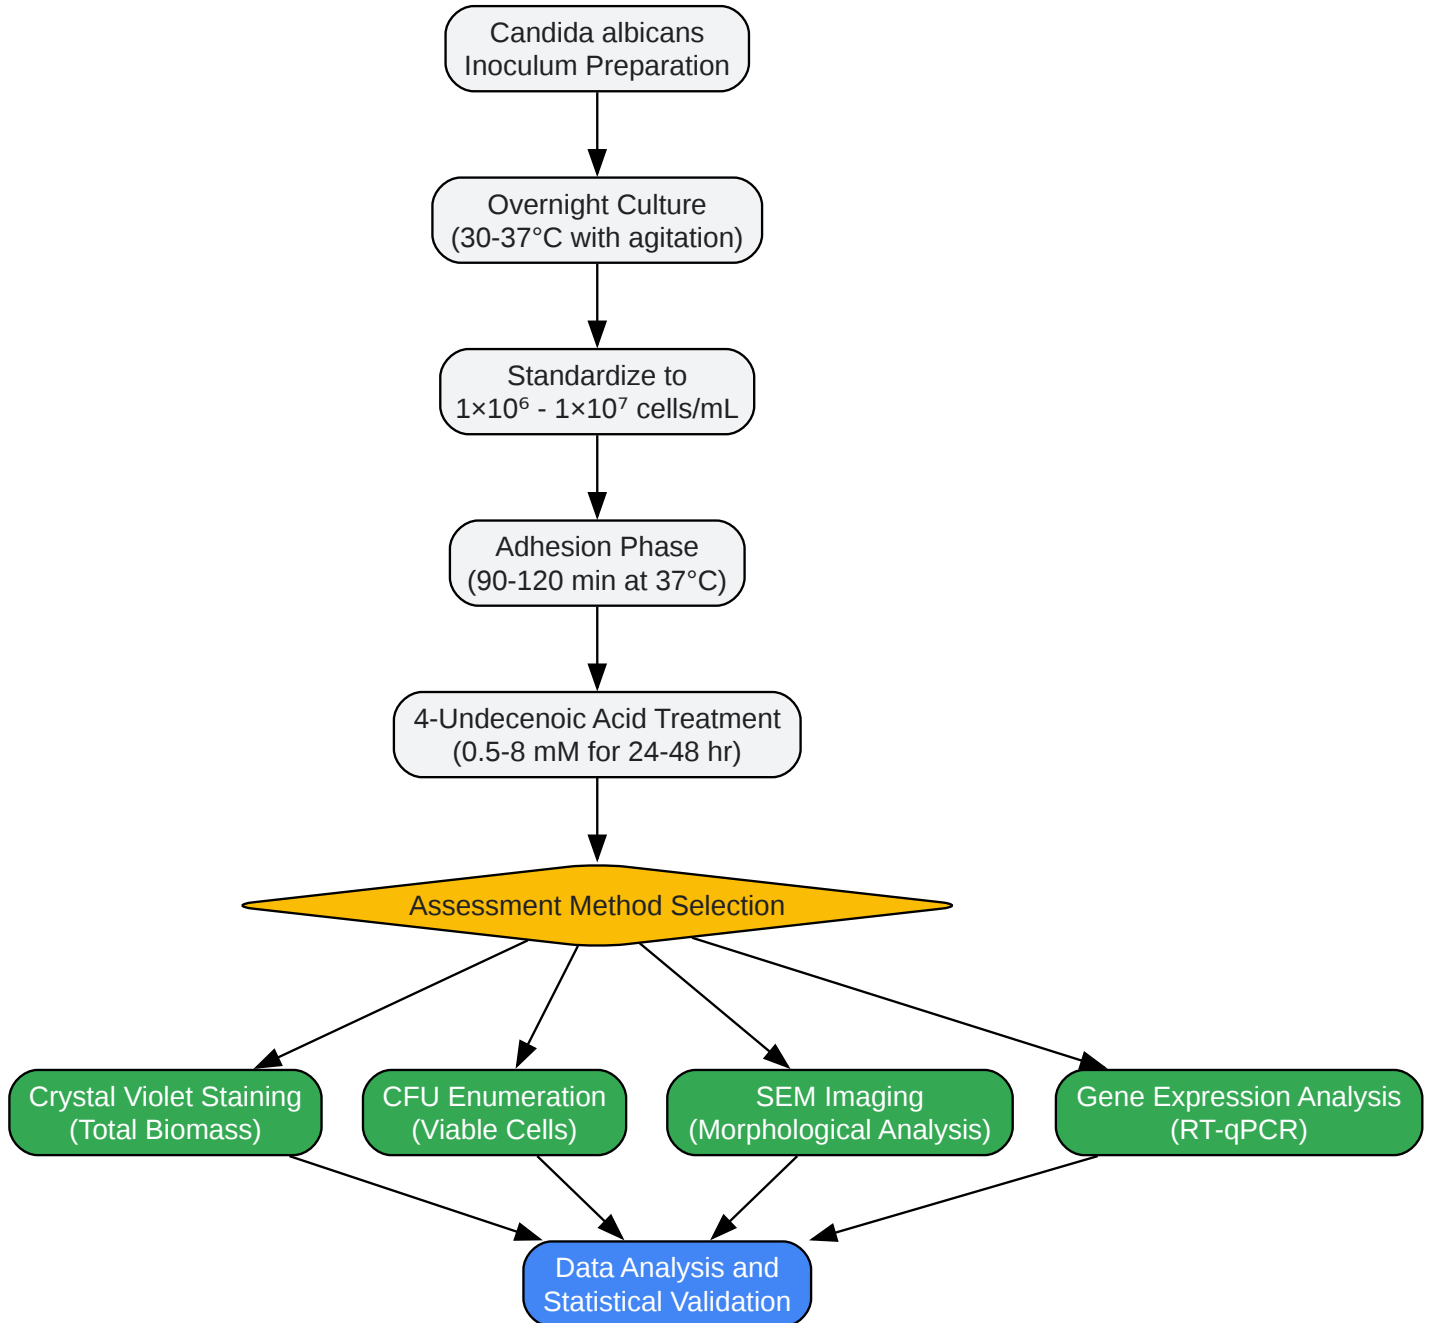 Candida albicans
Inoculum Preparation
Overnight Culture
(30-37°C with agitation)
Standardize to
1×10⁶ - 1×10⁷ cells/mL
Adhesion Phase
(90-120 min at 37°C)
4-Undecenoic Acid Treatment
(0.5-8 mM for 24-48 hr)
Assessment Method Selection
Crystal Violet Staining
(Total Biomass)
CFU Enumeration
(Viable Cells)
SEM Imaging
(Morphological Analysis)
Gene Expression Analysis
(RT-qPCR)
Data Analysis and
Statistical Validation